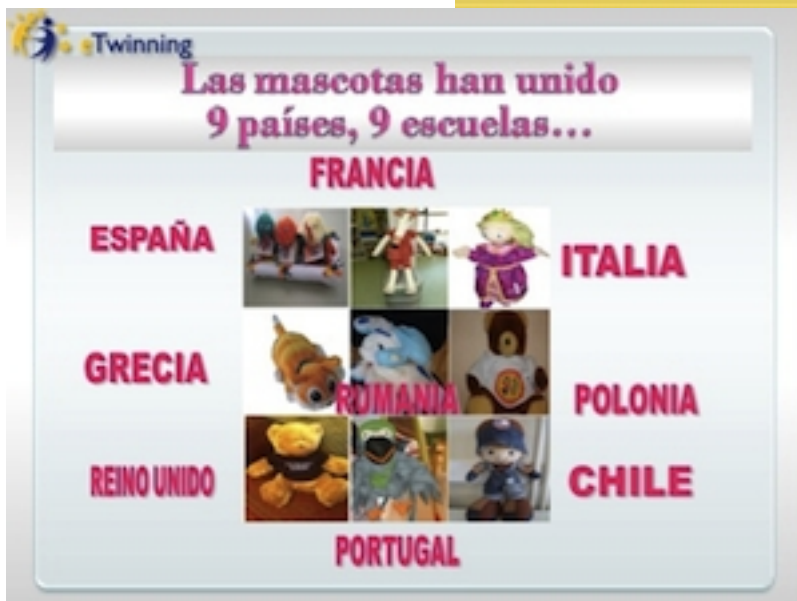 eTwinning
Las mascotas han unido
9 países, 9 escuelas...
FRANCIA
ESPAÑA
ITALIA
GRECIA
RUMANIA
POLONIA
REINO UNIDO
CHILE
PORTUGAL